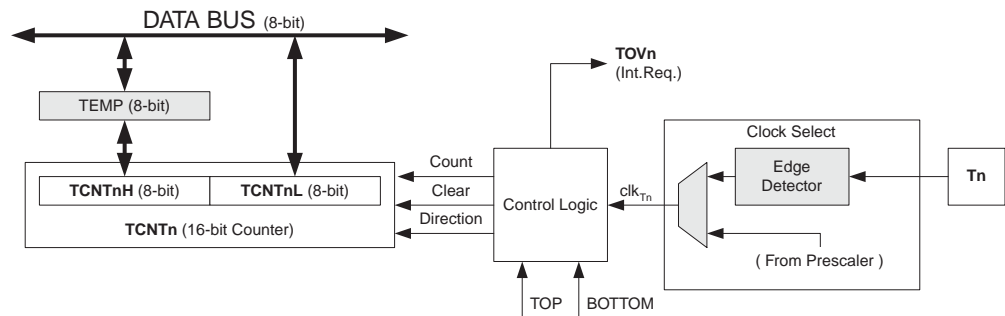 DATA BUS (8-bit)
TOVn
(Int.Req.)
TEMP (8-bit)
Clock Select
Count
Edge
Detector
Tn
TCNTnH (8-bit) TCNTnL (8-bit)
Clear
Control Logic
clkTn
TCNTn (16-bit Counter)
Direction
( From Prescaler )
TOP
BOTTOM